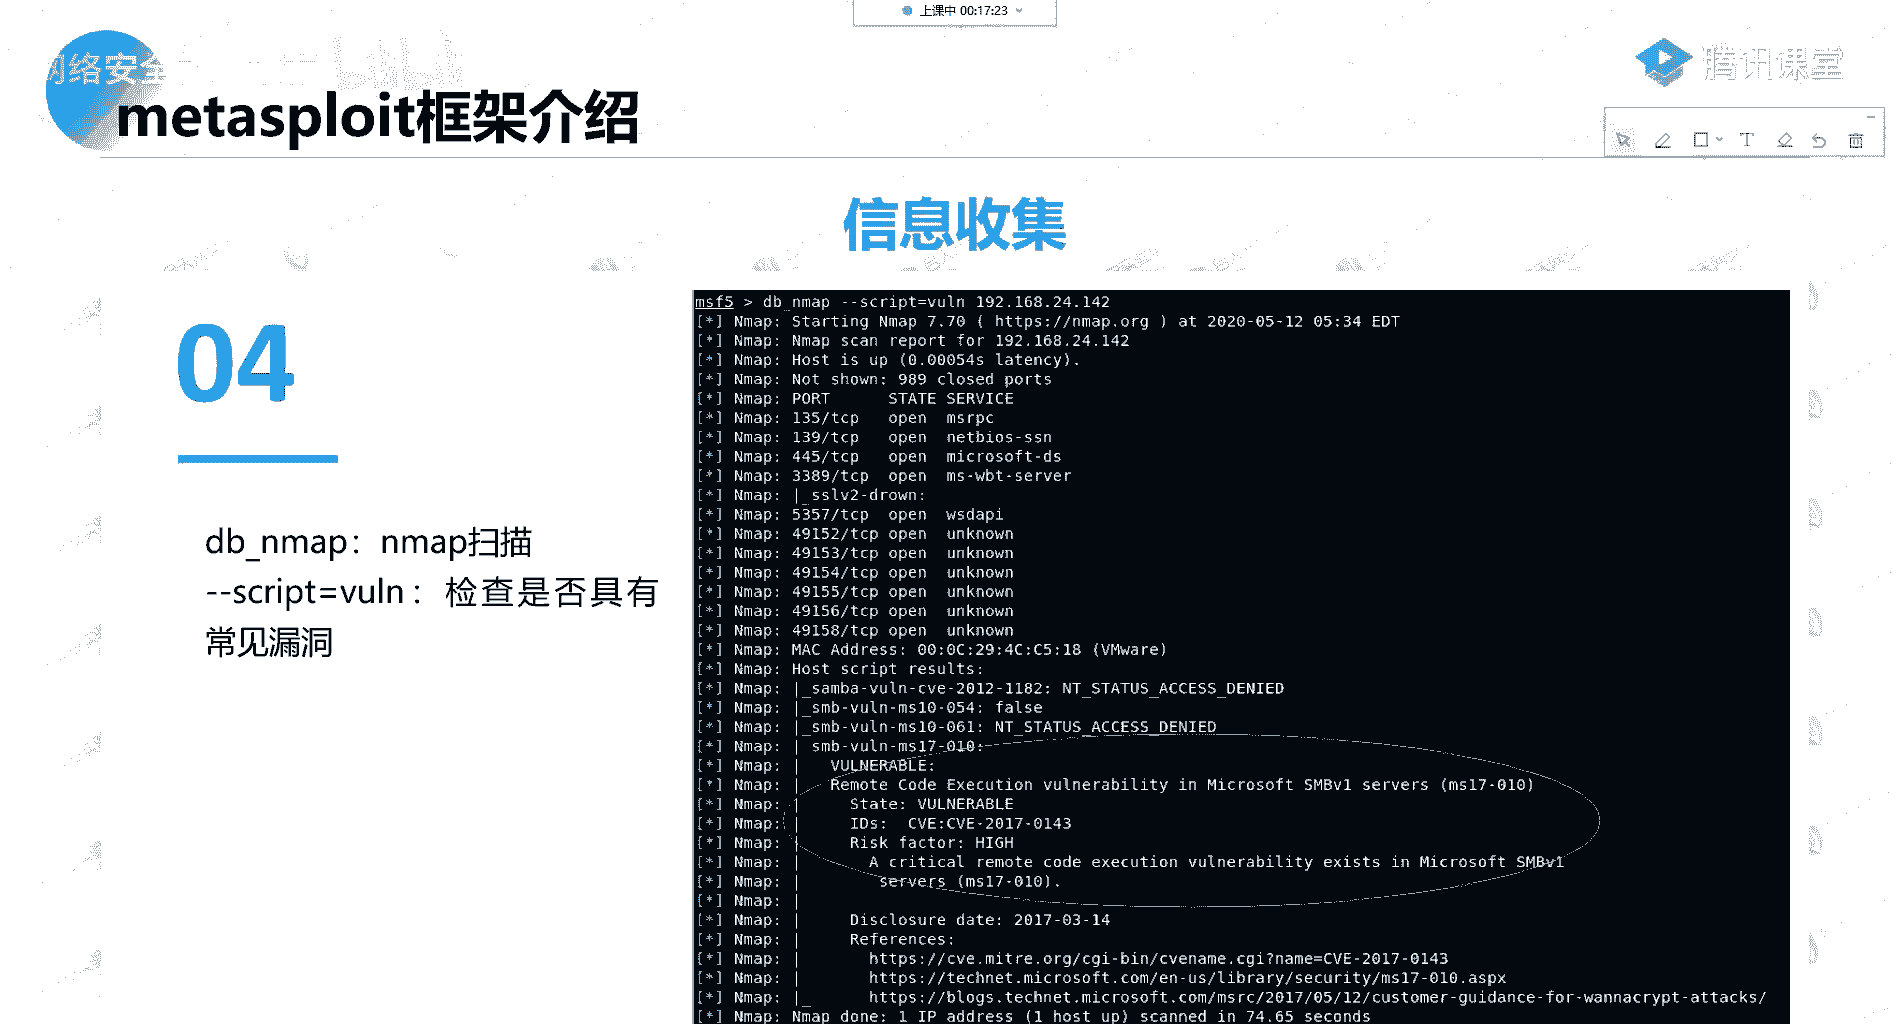 上课中 00:17:23
网络安全
腾讯课堂
metasploit框架介绍
信息收集
04
db_nmap：nmap扫描
--script=vuln：检查是否具有
常见漏洞
msf5 > db_nmap --script=vuln 192.168.24.142
[*] Nmap: Starting Nmap 7.70 ( https://nmap.org ) at 2020-05-12 05:34 EDT
[*] Nmap: Nmap scan report for 192.168.24.142
[*] Nmap: Host is up (0.00054s latency).
[*] Nmap: Not shown: 989 closed ports
[*] Nmap: PORT      STATE SERVICE
[*] Nmap: 135/tcp   open  msrpc
[*] Nmap: 139/tcp   open  netbios-ssn
[*] Nmap: 445/tcp   open  microsoft-ds
[*] Nmap: 3389/tcp  open  ms-wbt-server
[*] Nmap: |_sslv2-drown:
[*] Nmap: 5357/tcp  open  wsdapi
[*] Nmap: 49152/tcp open  unknown
[*] Nmap: 49153/tcp open  unknown
[*] Nmap: 49154/tcp open  unknown
[*] Nmap: 49155/tcp open  unknown
[*] Nmap: 49156/tcp open  unknown
[*] Nmap: 49158/tcp open  unknown
[*] Nmap: MAC Address: 00:0C:29:4C:C5:18 (VMware)
[*] Nmap: Host script results:
[*] Nmap: |_samba-vuln-cve-2012-1182: NT_STATUS_ACCESS_DENIED
[*] Nmap: |_smb-vuln-ms10-054: false
[*] Nmap: |_smb-vuln-ms10-061: NT_STATUS_ACCESS_DENIED
[*] Nmap: | smb-vuln-ms17-010:
[*] Nmap: |   VULNERABLE:
[*] Nmap: |   Remote Code Execution vulnerability in Microsoft SMBv1 servers (ms17-010)
[*] Nmap: |     State: VULNERABLE
[*] Nmap: |     IDs:  CVE:CVE-2017-0143
[*] Nmap: |     Risk factor: HIGH
[*] Nmap: |       A critical remote code execution vulnerability exists in Microsoft SMBv1
[*] Nmap: |        servers (ms17-010).
[*] Nmap: |
[*] Nmap: |     Disclosure date: 2017-03-14
[*] Nmap: |     References:
[*] Nmap: |       https://cve.mitre.org/cgi-bin/cvename.cgi?name=CVE-2017-0143
[*] Nmap: |       https://technet.microsoft.com/en-us/library/security/ms17-010.aspx
[*] Nmap: |_      https://blogs.technet.microsoft.com/msrc/2017/05/12/customer-guidance-for-wannacrypt-attacks/
[*] Nmap: Nmap done: 1 IP address (1 host up) scanned in 74.65 seconds